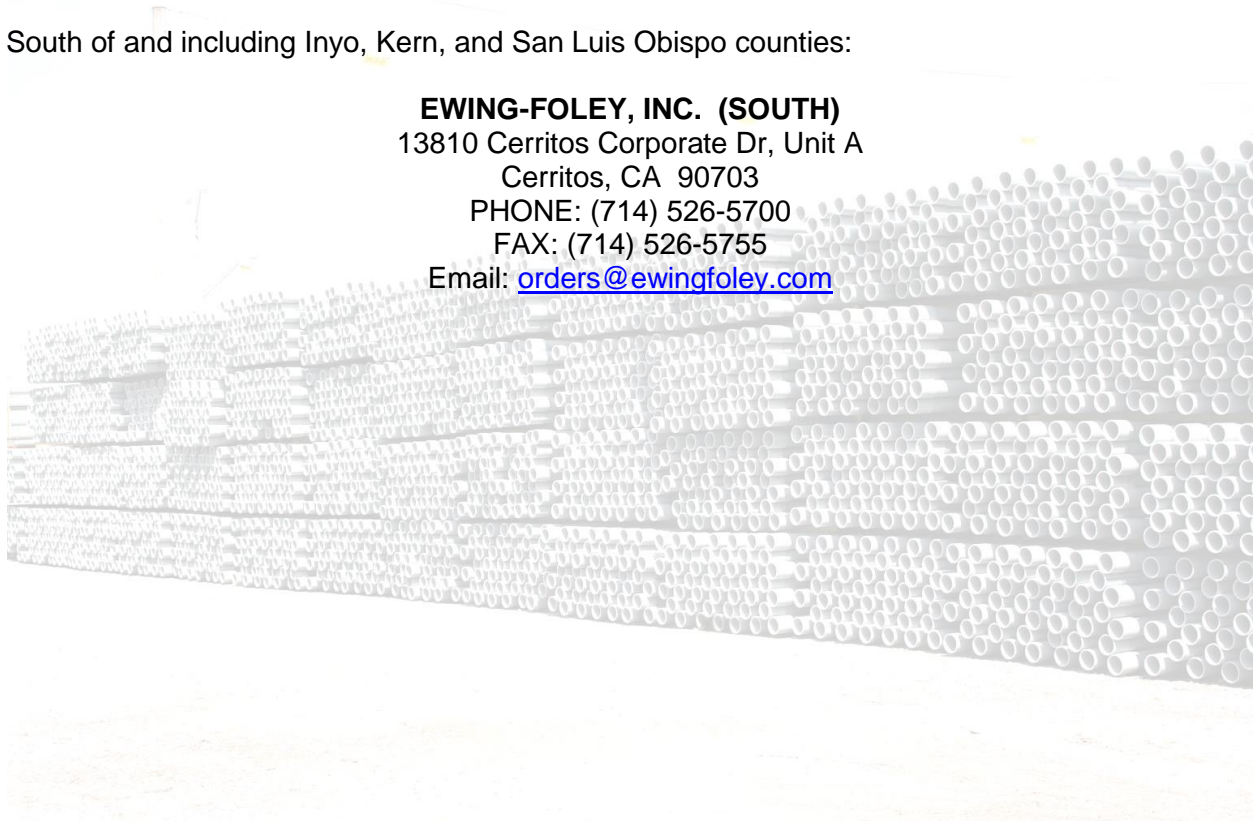 South of and including Inyo, Kern, and San Luis Obispo counties:
EWING-FOLEY, INC. (SOUTH)
13810 Cerritos Corporate Dr, Unit A
Cerritos, CA 90703
PHONE: (714) 526-5700
FAX: (714) 526-5755
Email: orders@ewingfoley.com